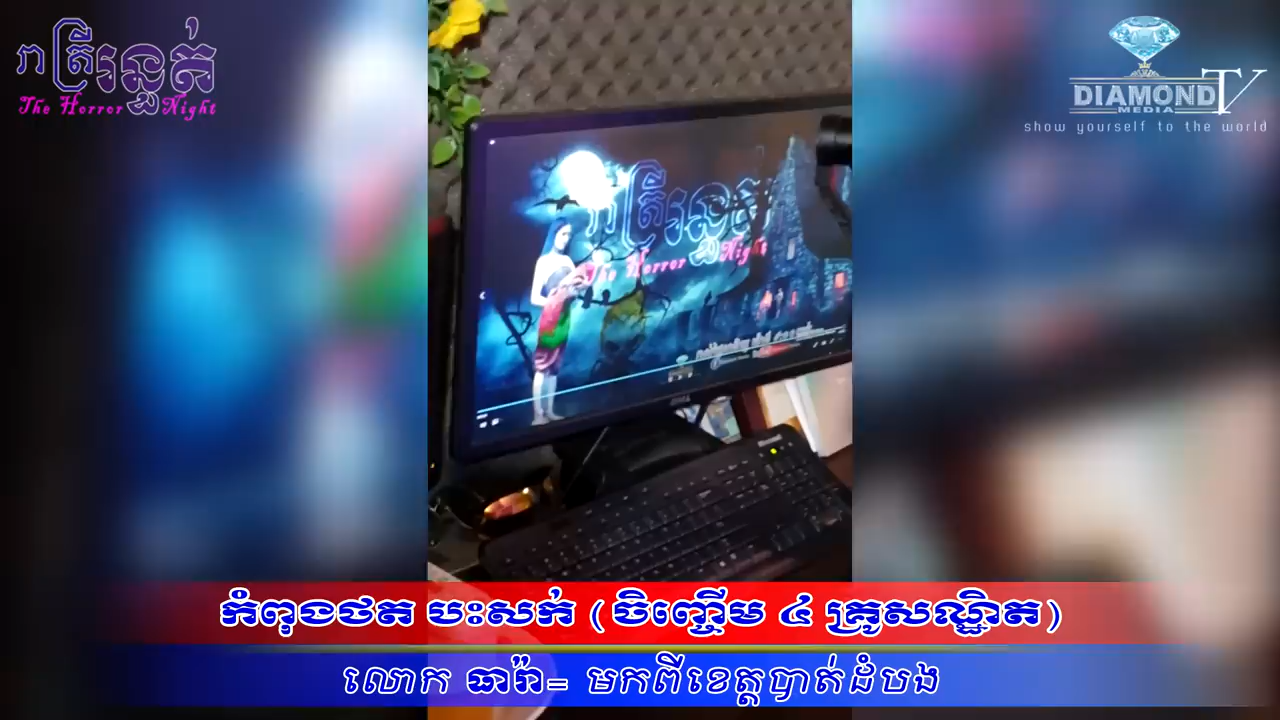 រាត្រីរន្ធត់
The Horror Night
DIAMOND TV
MEDIA
show yourself to the world
រាត្រីរន្ធត់
The Horror Night
កំពុងថត បះសក់ (ចិញ្ចើម ៤ គ្រូសណ្ឋិត)
លោក ធារ៉ា= មកពីខេត្តបាត់ដំបង